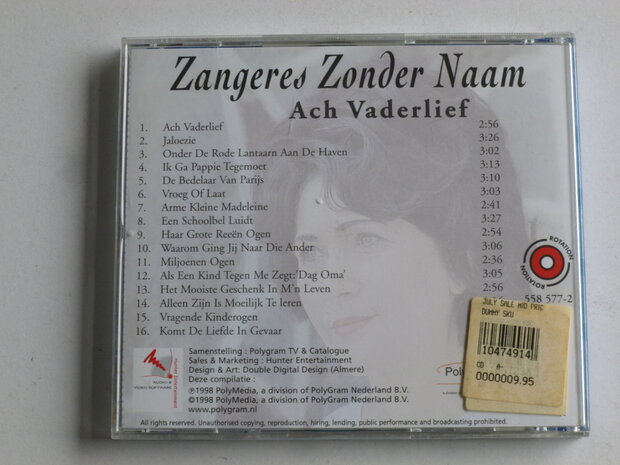 Zangeres Zonder Naam
Ach Vaderlief
1. Ach Vaderlief 2:56
2. Jaloezie 3:26
3. Onder De Rode Lantaarn Aan De Haven 3:02
4. Ik Ga Pappie Tegemoet 3:13
5. De Bedelaar Van Parijs 3:10
6. Vroeg Of Laat 3:03
7. Arme Kleine Madeleine 2:41
8. Een Schoolbel Luidt 3:27
9. Haar Grote Reeën Ogen 2:54
10. Waarom Ging Jij Naar Die Ander 3:06
11. Miljoenen Ogen 2:36
12. Als Een Kind Tegen Me Zegt:'Dag Oma' 3:05
13. Het Mooiste Geschenk In M'n Leven 2:56
14. Alleen Zijn Is Moeilijk Te leren
15. Vragende Kinderogen
16. Komt De Liefde In Gevaar
ROTATION
ROTATION
558 577-2
JULY SALE MID PRIC
DUMMY SKU
10474914
CD
0000009.95
Samenstelling : Polygram TV & Catalogue
Sales & Marketing : Hunter Entertainment
Design & Art: Double Digital Design (Almere)
Deze compilatie :
℗1998 PolyMedia, a division of PolyGram Nederland B.V.
©1998 PolyMedia, a division of PolyGram Nederland B.V.
www.polygram.nl
AUDIO &
VIDEO SOFTWARE
Hunter Entertainment
Poly
All rights reserved. Unauthorised copying, reproduction, hiring, lending, public performance and broadcasting prohibited.